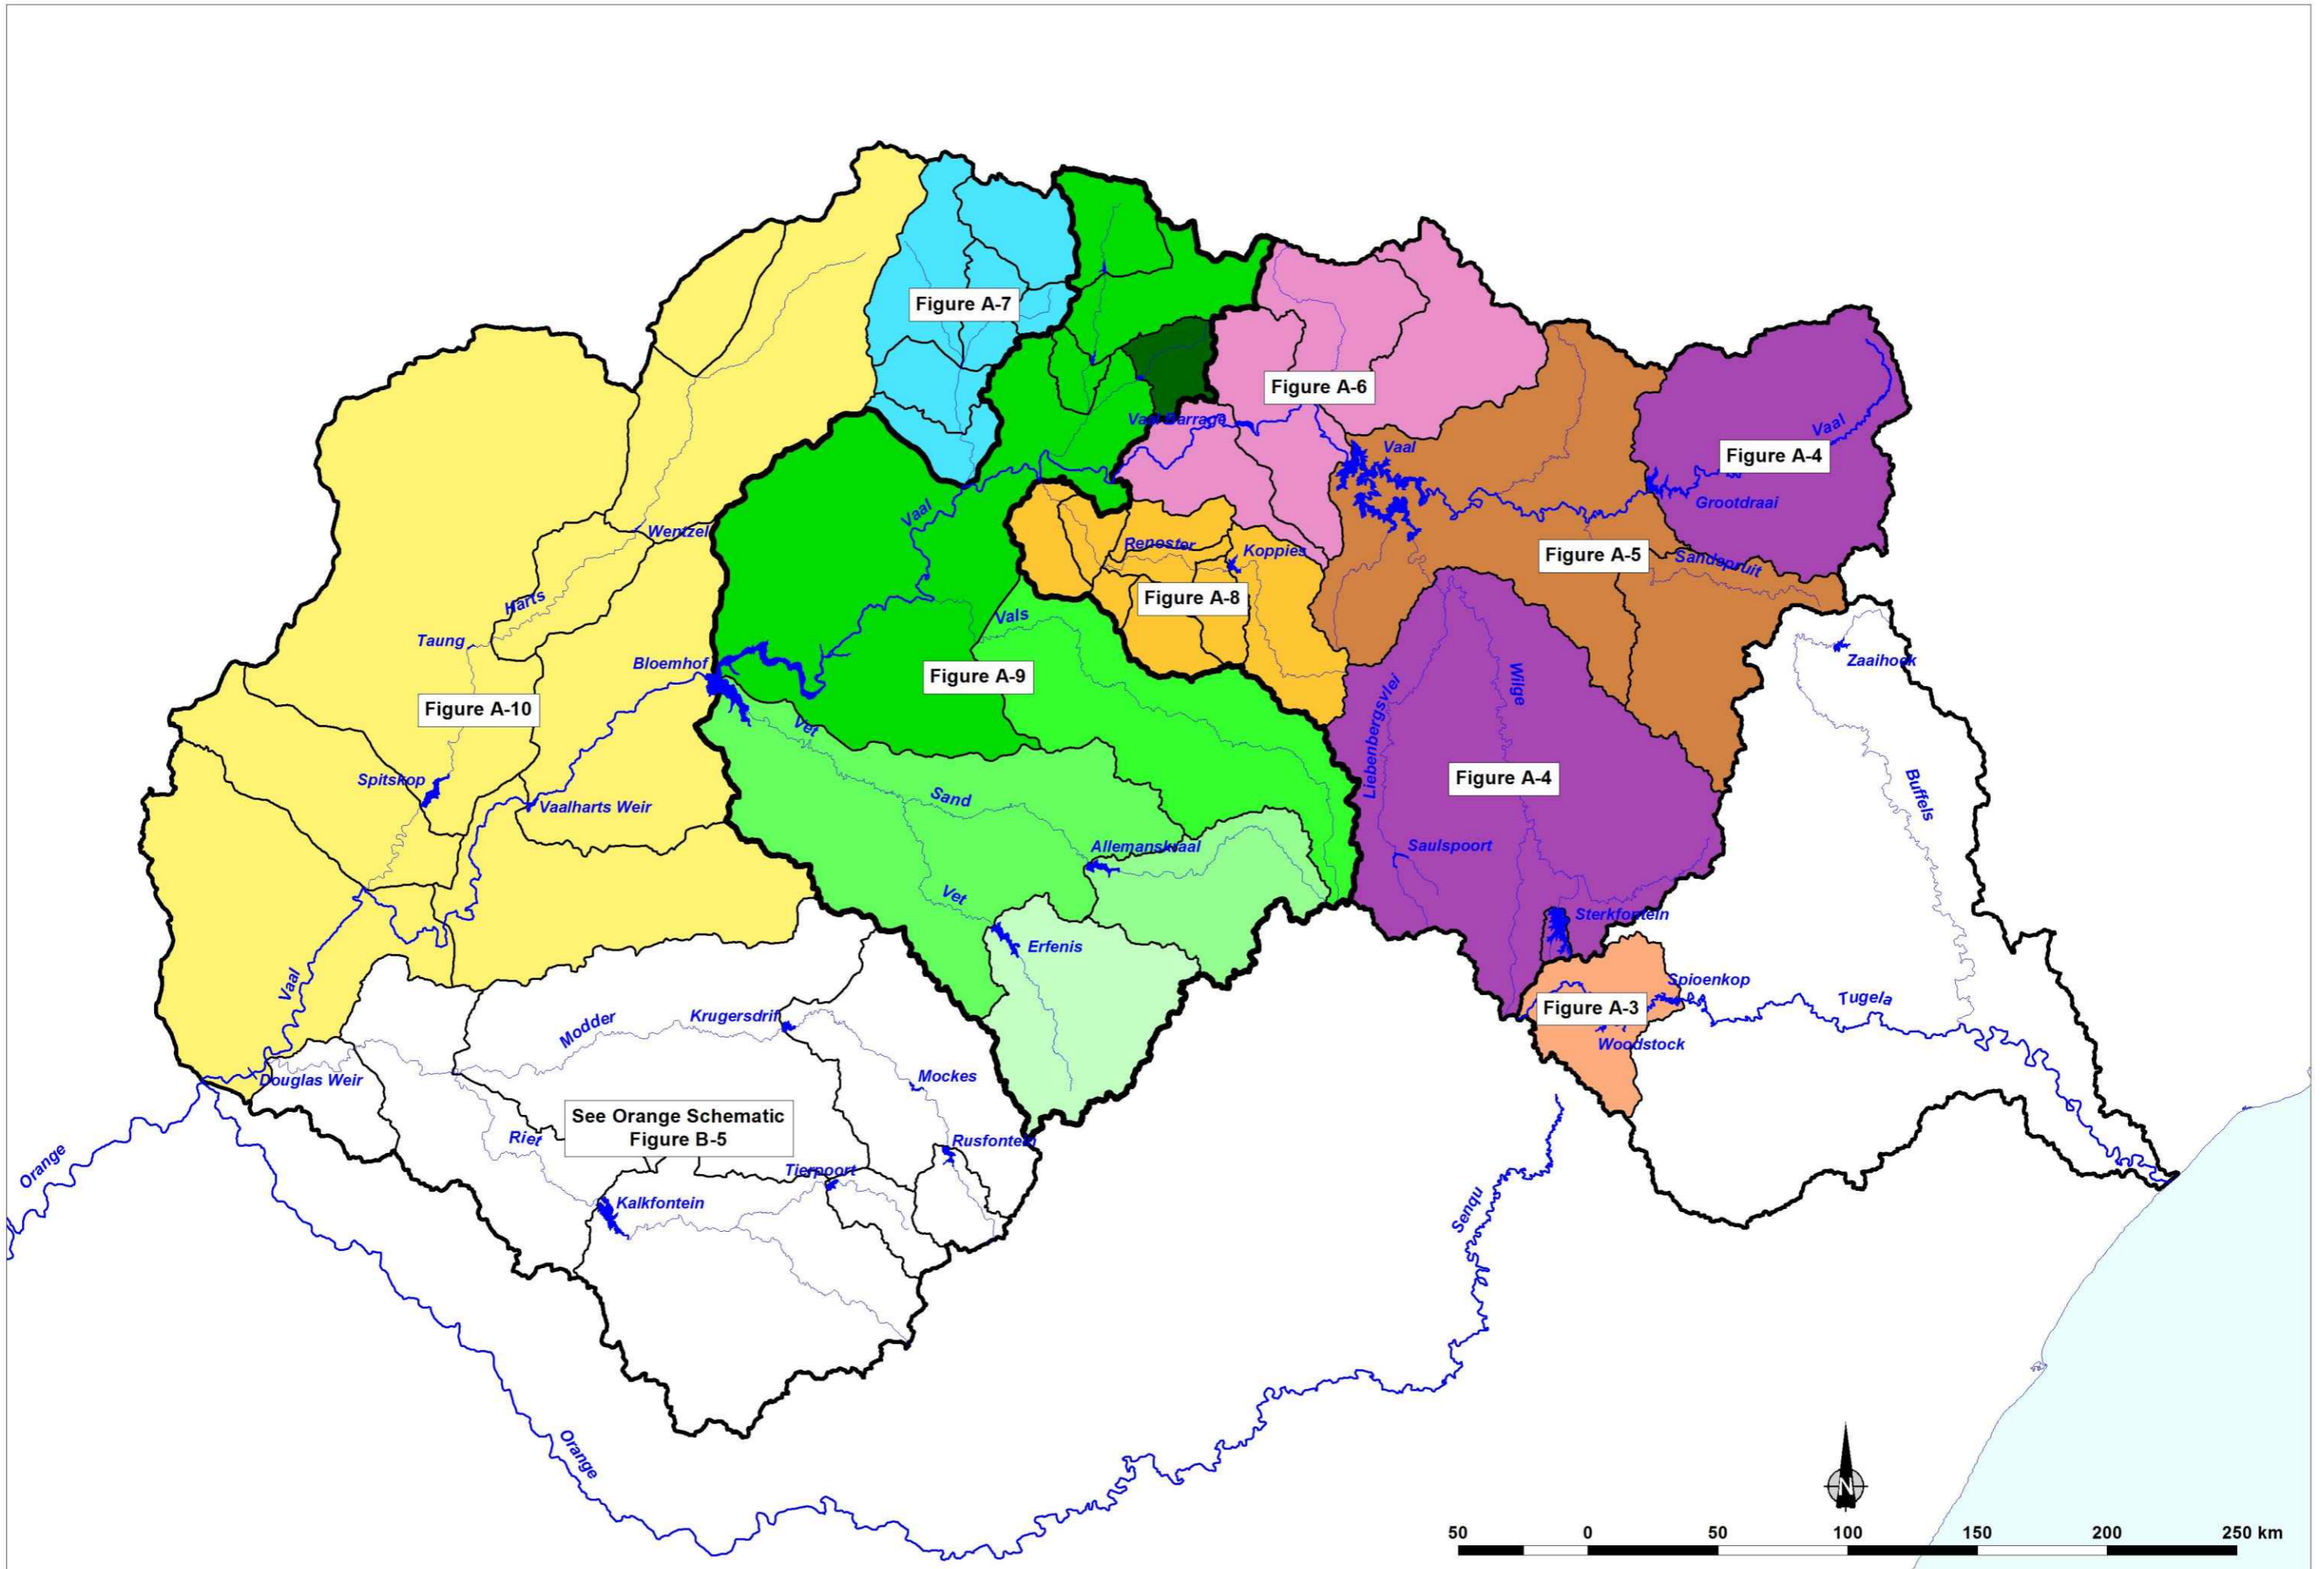 Figure A-7
Figure A-6
Vaal Barrage
Vaal
Vaal
Figure A-4
Grootdraai
Vaal
Wentzel
Renoster
Koppies
Figure A-5
Sandspruit
Harts
Figure A-8
Vals
Taung
Bloemhof
Figure A-9
Zaaihoek
Wilge
Liebenbergsvlei
Figure A-10
Vet
Figure A-4
Buffels
Spitskop
Vaalharts Weir
Sand
Allemanskraal
Saulspoort
Vet
Sterkfontein
Erfenis
Vaal
Spioenkop
Tugela
Figure A-3
Krugersdrif
Modder
Woodstock
Douglas Weir
Mockes
See Orange Schematic
Figure B-5
Riet
Rusfontein
Orange
Tierpoort
Kalkfontein
Senqu
Orange
N
50 0 50 100 150 200 250 km